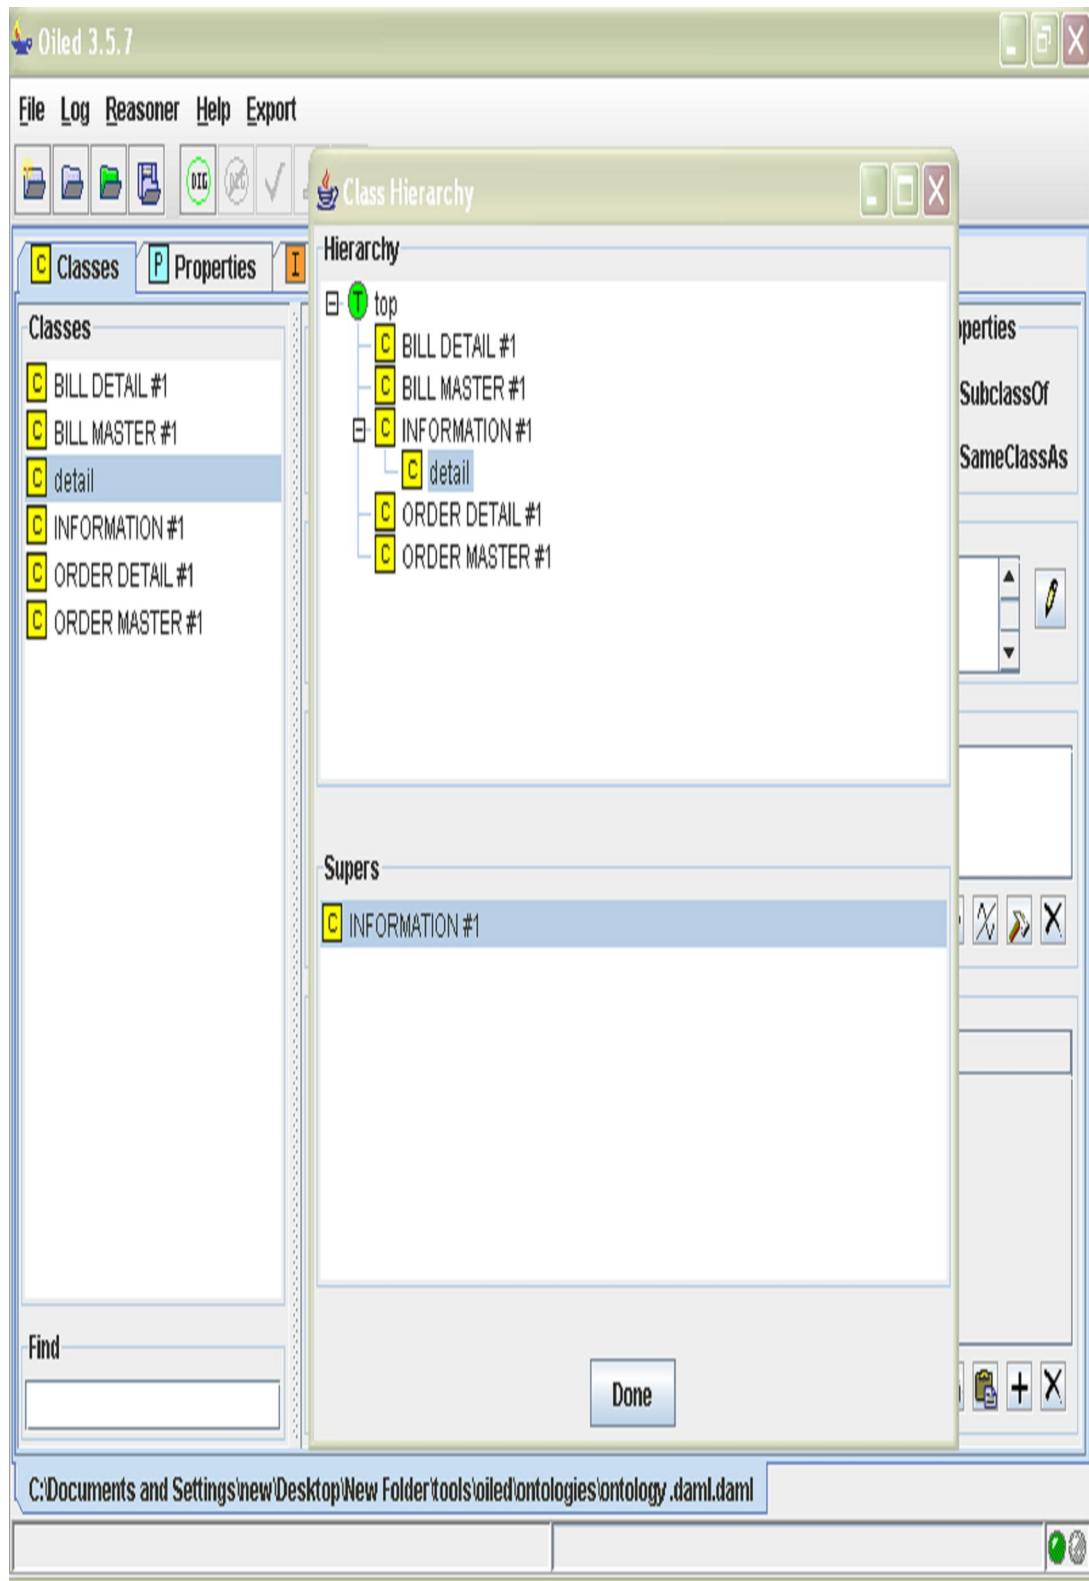 Oiled 3.5.7
File Log Reasoner Help Export
DIG
Class Hierarchy
C Classes P Properties I
Hierarchy
T top
C BILL DETAIL #1
C BILL MASTER #1
C INFORMATION #1
C detail
C ORDER DETAIL #1
C ORDER MASTER #1
Classes
C BILL DETAIL #1
C BILL MASTER #1
C detail
C INFORMATION #1
C ORDER DETAIL #1
C ORDER MASTER #1
perties
SubclassOf
SameClassAs
Supers
C INFORMATION #1
Find
Done
C:\Documents and Settings\new\Desktop\New Folder\tools\oiled\ontologies\ontology .daml.daml